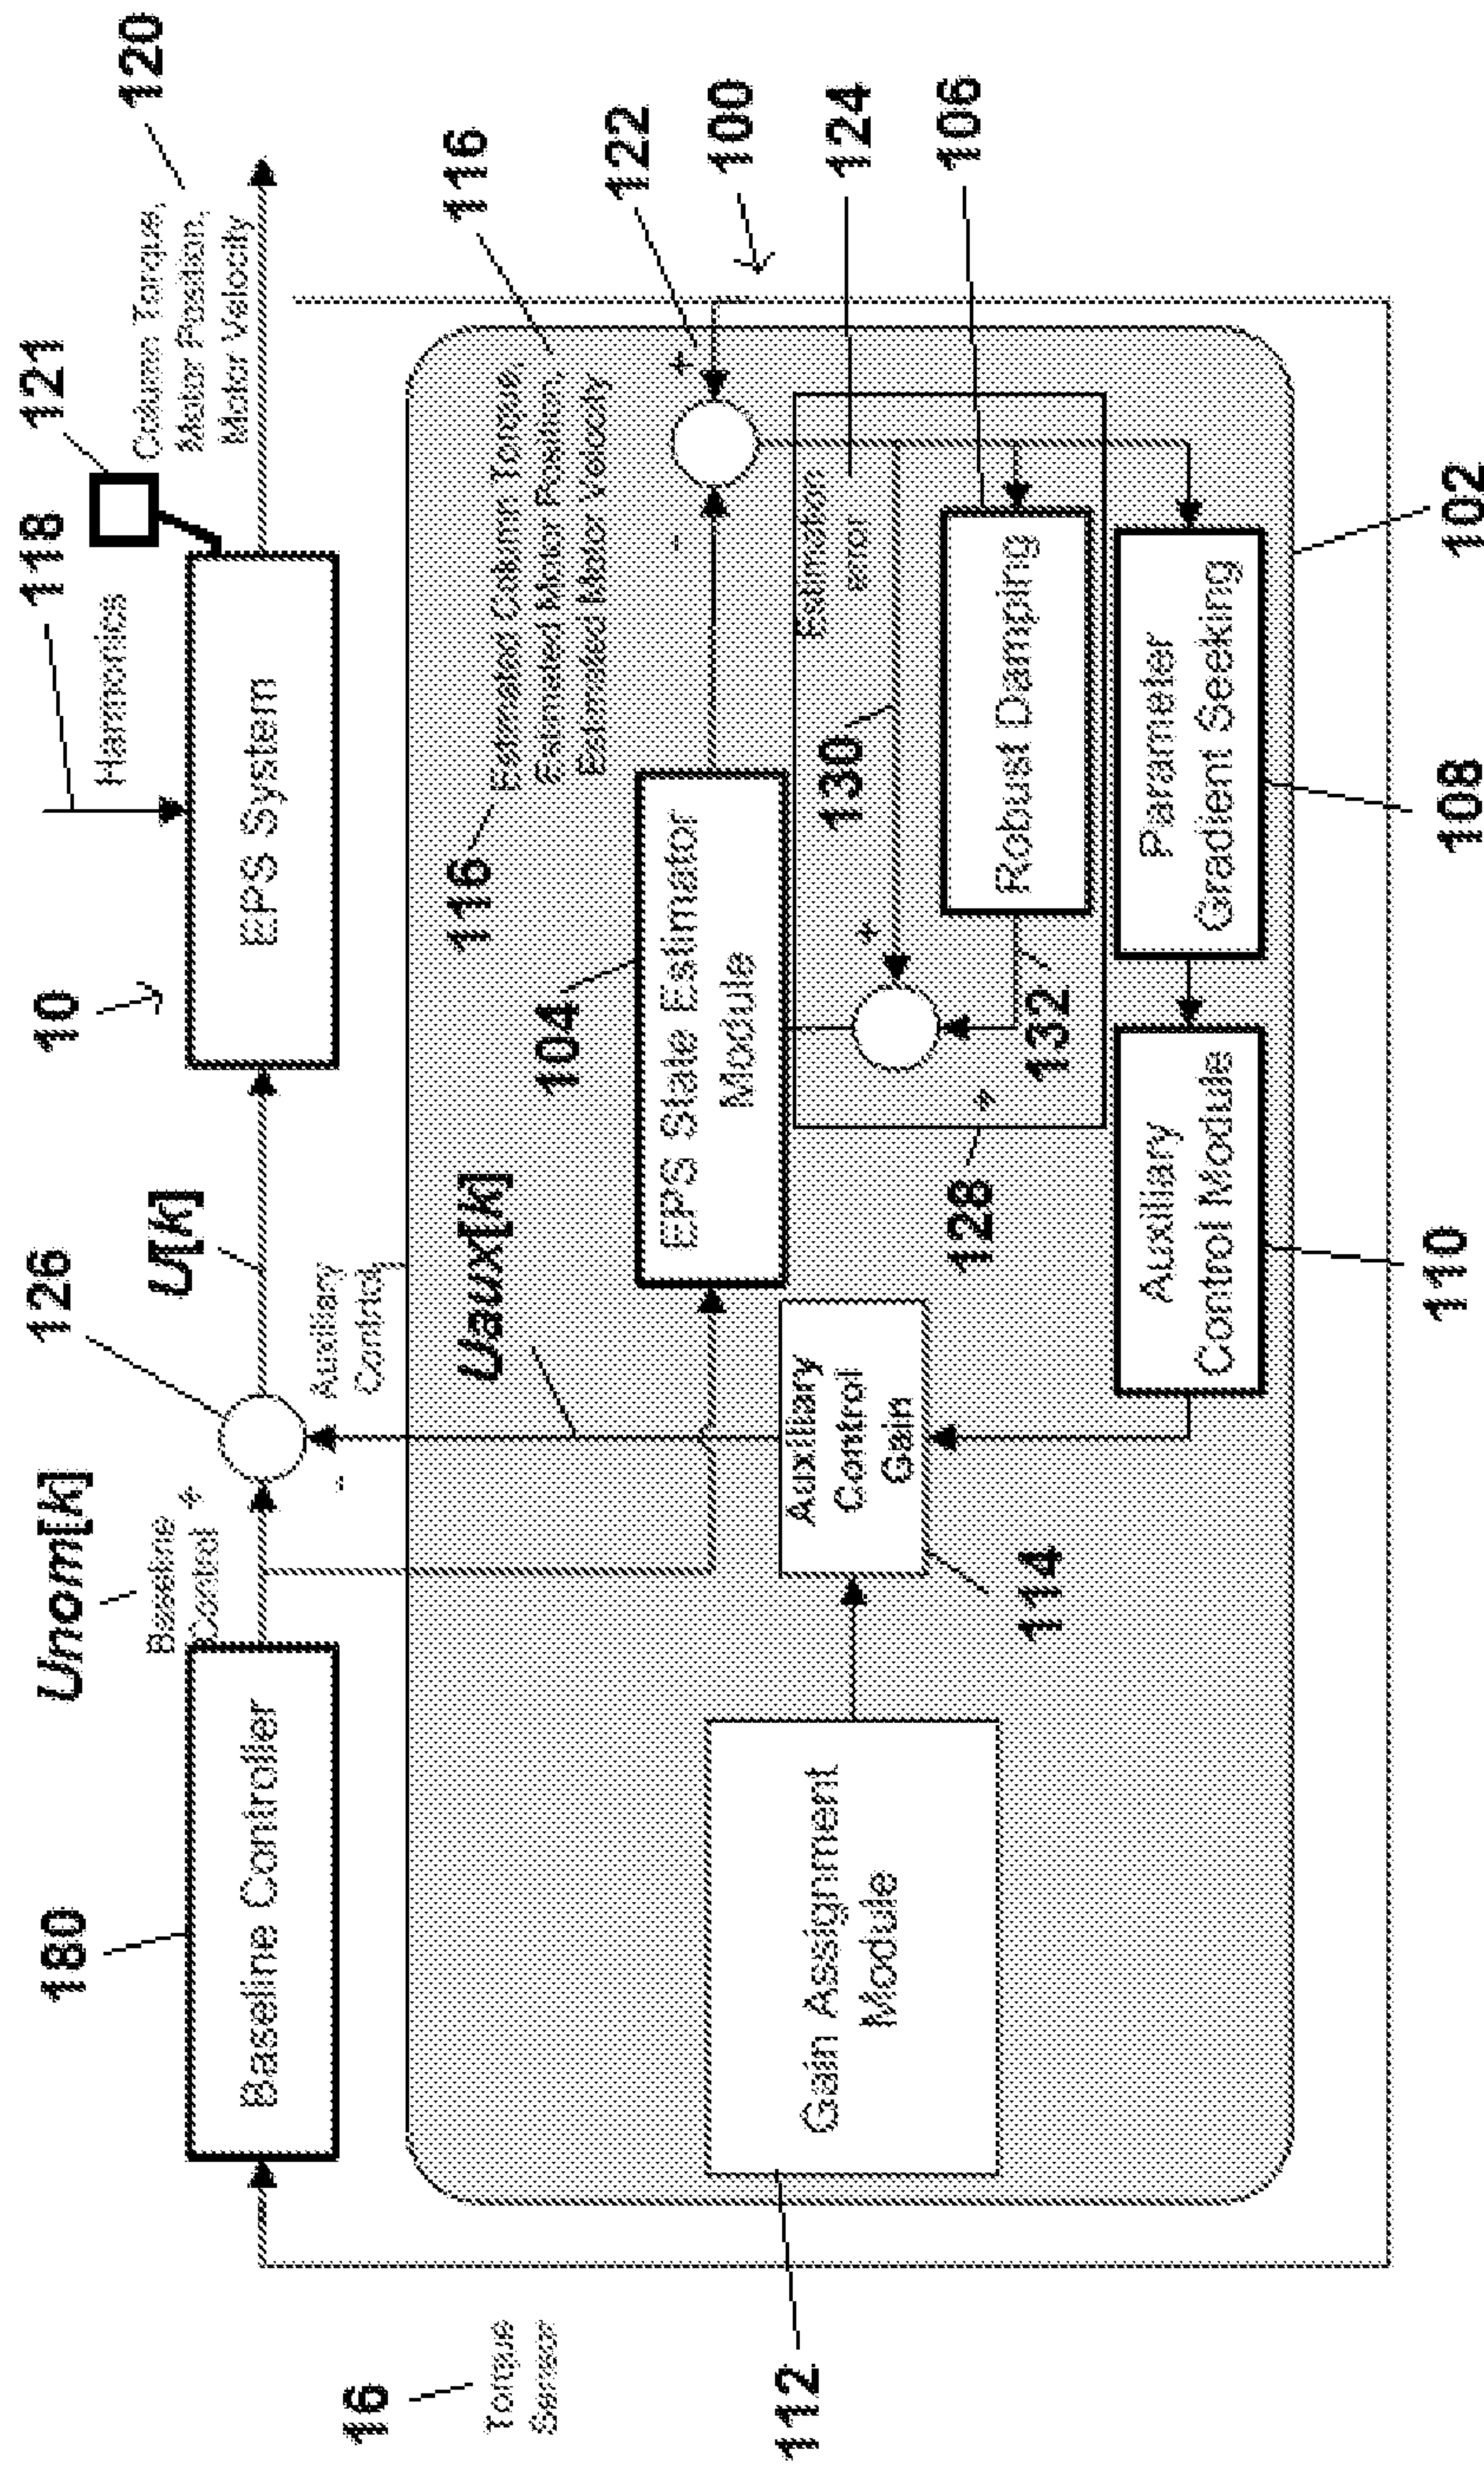 Unom[k]
126
U[k]
10
118
121
120
180
Baseline
Control
+
Harmonics
Column Torque,
Motor Position,
Motor Velocity
Baseline Controller
EPS System
-
Auxiliary
Control
16
Torque
Sensor
Uaux[k]
116
Estimated Column Torque,
Estimated Motor Position,
Estimated Motor Velocity
116
104
122
+
-
100
EPS State Estimator
Module
112
Gain Assignment
Module
Auxiliary
Control
Gain
114
128
+
+
130
132
Estimation
error
124
Robust Damping
106
Auxiliary
Control Module
Parameter
Gradient Seeking
110
108
102